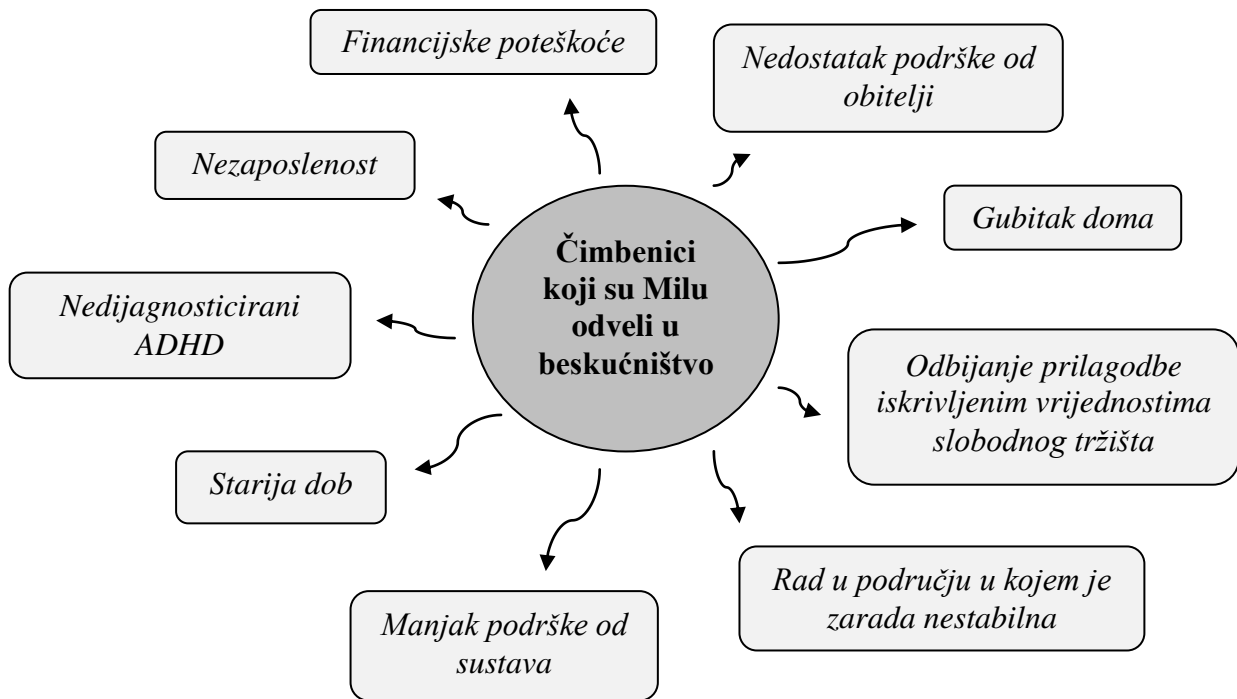 Financijske poteškoće
Nedostatak podrške od
obitelji
Nezaposlenost
Gubitak doma
Čimbenici
koji su Milu
odveli u
beskućništvo
Nedijagnosticirani
ADHD
Odbijanje prilagodbe
iskrivljenim vrijednostima
slobodnog tržišta
Starija dob
Rad u području u kojem je
zarada nestabilna
Manjak podrške od
sustava